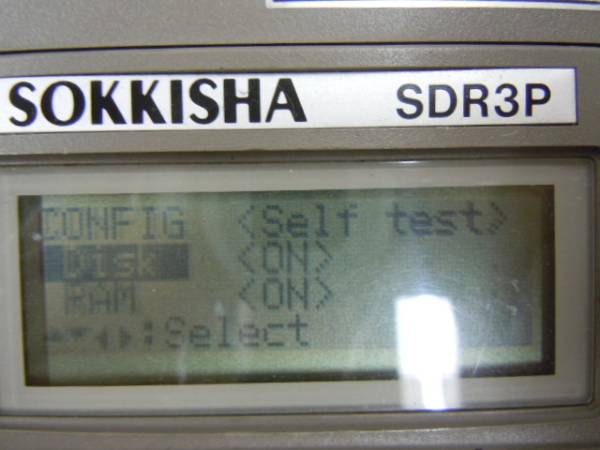 SOKKISHA SDR3P
CONFIG <Self test>
Disk <ON>
RAM <ON>
▲▼◀▶:Select